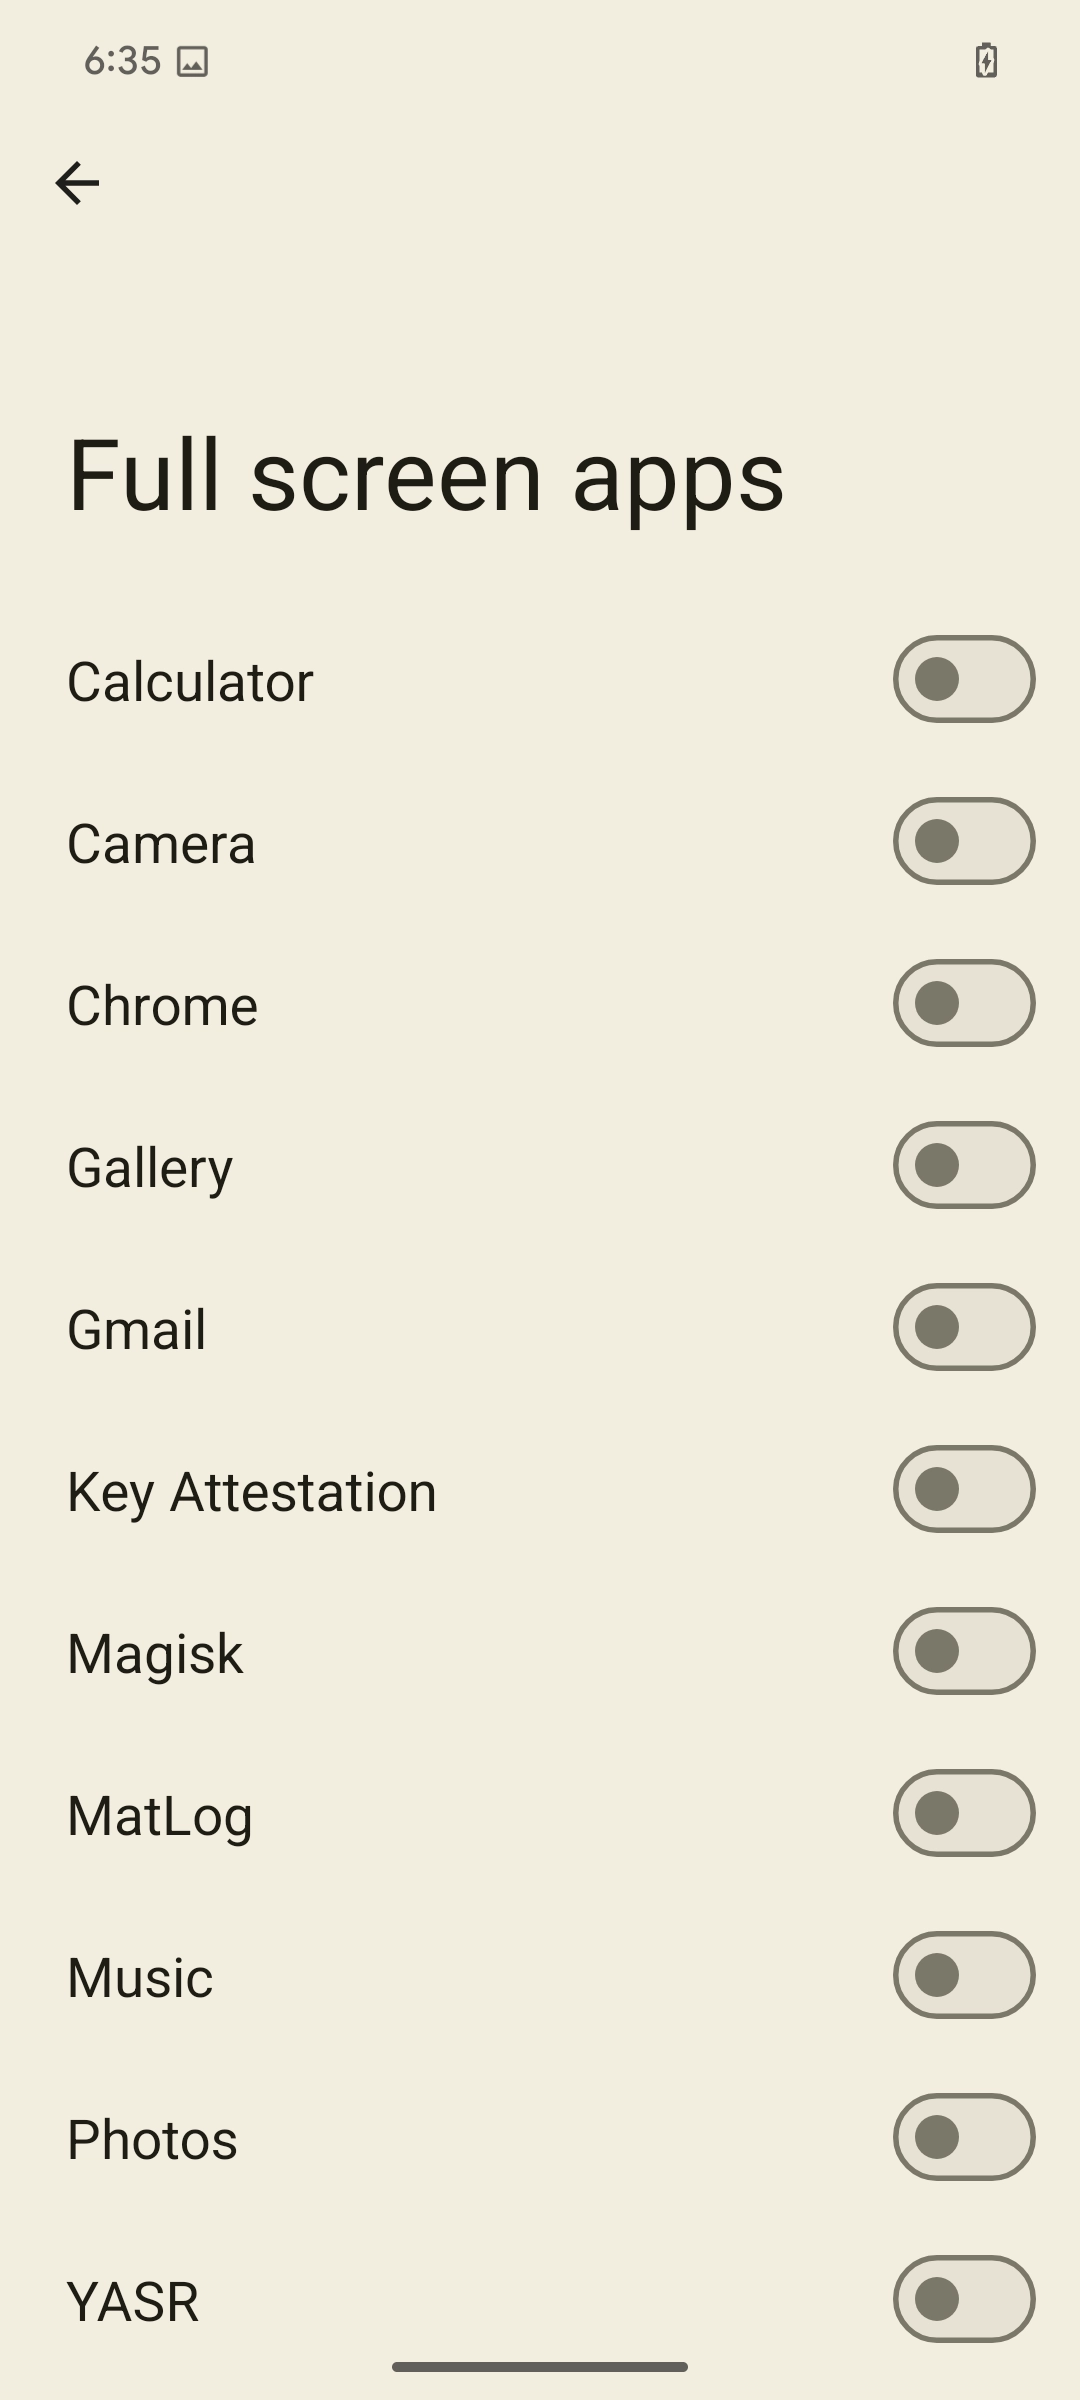 6:35
Full screen apps
Calculator
Camera
Chrome
Gallery
Gmail
Key Attestation
Magisk
MatLog
Music
Photos
YASR